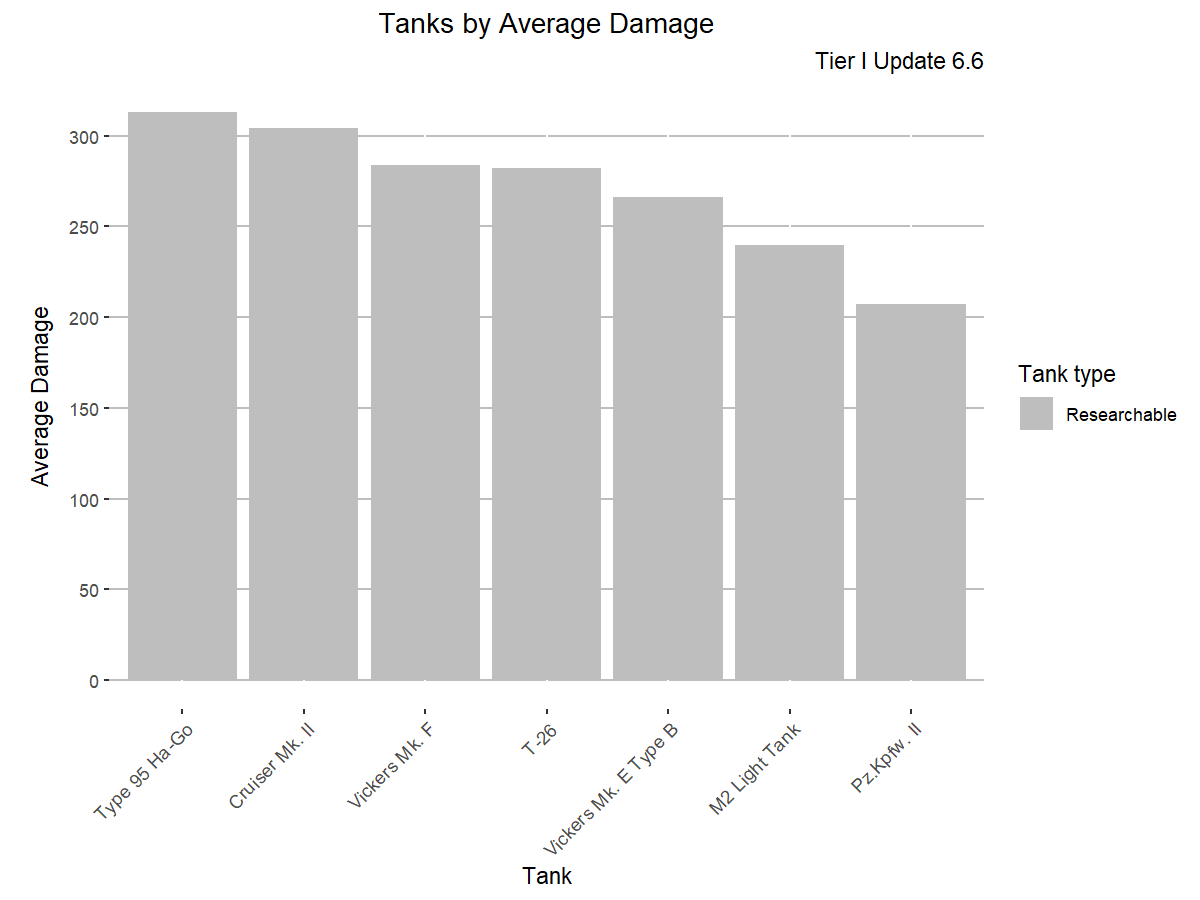 Tanks by Average Damage
Tier I Update 6.6
Average Damage
300
250
200
150
100
50
0
Type 95 Ha-Go
Cruiser Mk. II
Vickers Mk. F
T-26
Vickers Mk. E Type B
M2 Light Tank
Pz.Kpfw. II
Tank
Tank type
Researchable